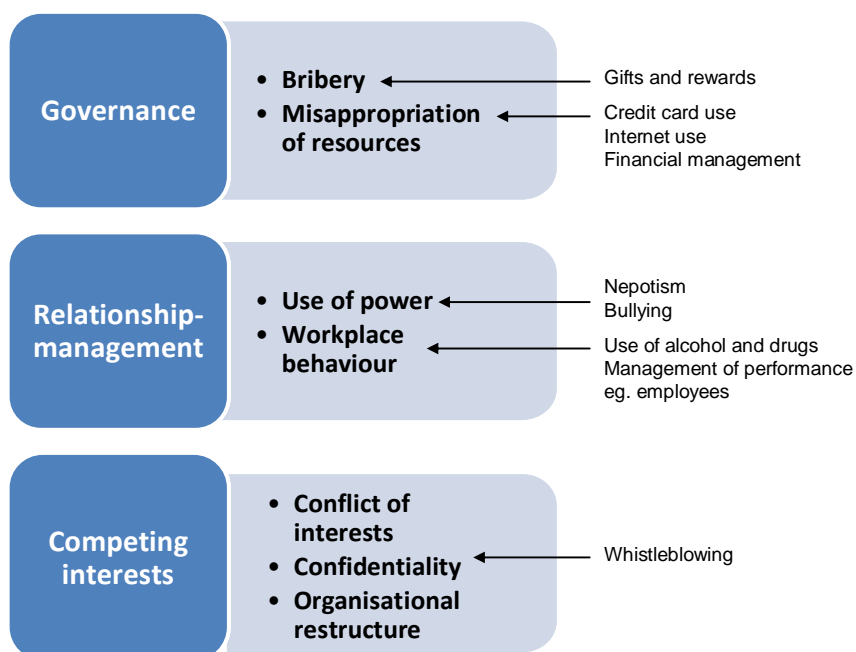 Governance
• Bribery
• Misappropriation
of resources
Gifts and rewards
Credit card use
Internet use
Financial management
Relationship-
management
• Use of power
• Workplace
behaviour
Nepotism
Bullying
Use of alcohol and drugs
Management of performance
eg. employees
Competing
interests
• Conflict of
interests
• Confidentiality
• Organisational
restructure
Whistleblowing